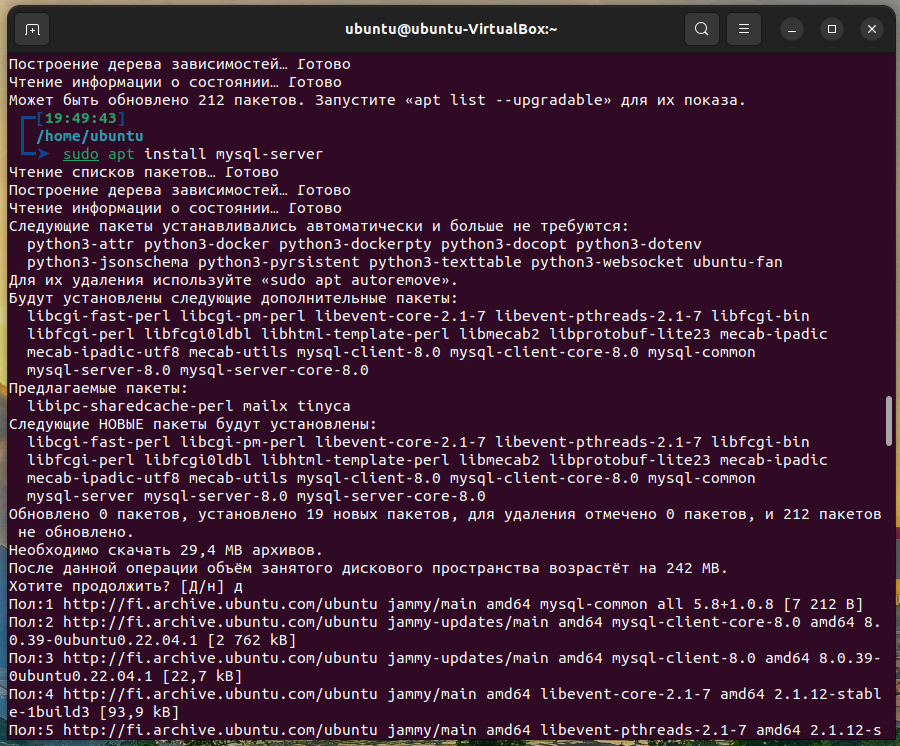 ubuntu@ubuntu-VirtualBox:~
Построение дерева зависимостей… Готово
Чтение информации о состоянии… Готово
Может быть обновлено 212 пакетов. Запустите «apt list --upgradable» для их показа.
[19:49:43]
/home/ubuntu
sudo apt install mysql-server
Чтение списков пакетов… Готово
Построение дерева зависимостей… Готово
Чтение информации о состоянии… Готово
Следующие пакеты устанавливались автоматически и больше не требуются:
python3-attr python3-docker python3-dockerpty python3-docopt python3-dotenv
python3-jsonschema python3-pyrsistent python3-texttable python3-websocket ubuntu-fan
Для их удаления используйте «sudo apt autoremove».
Будут установлены следующие дополнительные пакеты:
libcgi-fast-perl libcgi-pm-perl libevent-core-2.1-7 libevent-pthreads-2.1-7 libfcgi-bin
libfcgi-perl libfcgi0ldbl libhtml-template-perl libmecab2 libprotobuf-lite23 mecab-ipadic
mecab-ipadic-utf8 mecab-utils mysql-client-8.0 mysql-client-core-8.0 mysql-common
mysql-server-8.0 mysql-server-core-8.0
Предлагаемые пакеты:
libipc-sharedcache-perl mailx tinyca
Следующие НОВЫЕ пакеты будут установлены:
libcgi-fast-perl libcgi-pm-perl libevent-core-2.1-7 libevent-pthreads-2.1-7 libfcgi-bin
libfcgi-perl libfcgi0ldbl libhtml-template-perl libmecab2 libprotobuf-lite23 mecab-ipadic
mecab-ipadic-utf8 mecab-utils mysql-client-8.0 mysql-client-core-8.0 mysql-common
mysql-server mysql-server-8.0 mysql-server-core-8.0
Обновлено 0 пакетов, установлено 19 новых пакетов, для удаления отмечено 0 пакетов, и 212 пакетов
не обновлено.
Необходимо скачать 29,4 MB архивов.
После данной операции объём занятого дискового пространства возрастёт на 242 MB.
Хотите продолжить? [Д/н] д
Пол:1 http://fi.archive.ubuntu.com/ubuntu jammy/main amd64 mysql-common all 5.8+1.0.8 [7 212 B]
Пол:2 http://fi.archive.ubuntu.com/ubuntu jammy-updates/main amd64 mysql-client-core-8.0 amd64 8.
0.39-0ubuntu0.22.04.1 [2 762 kB]
Пол:3 http://fi.archive.ubuntu.com/ubuntu jammy-updates/main amd64 mysql-client-8.0 amd64 8.0.39-
0ubuntu0.22.04.1 [22,7 kB]
Пол:4 http://fi.archive.ubuntu.com/ubuntu jammy/main amd64 libevent-core-2.1-7 amd64 2.1.12-stabl
e-1build3 [93,9 kB]
Пол:5 http://fi.archive.ubuntu.com/ubuntu jammy/main amd64 libevent-pthreads-2.1-7 amd64 2.1.12-s